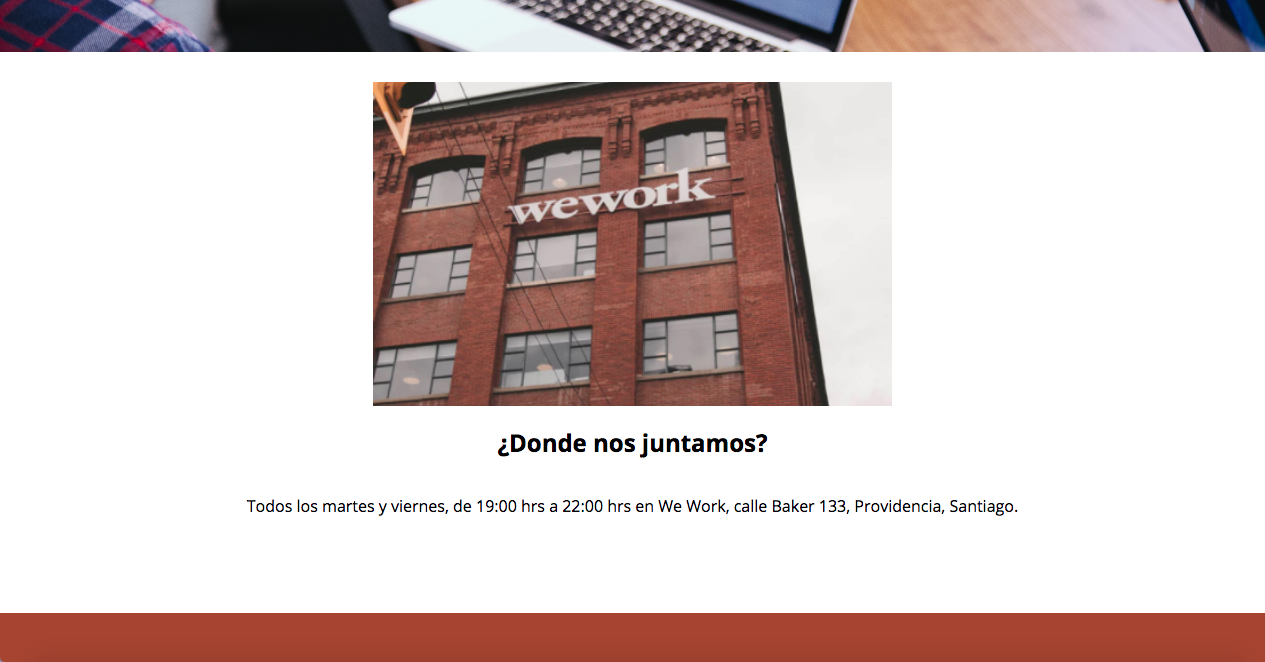 wework
¿Donde nos juntamos?
Todos los martes y viernes, de 19:00 hrs a 22:00 hrs en We Work, calle Baker 133, Providencia, Santiago.